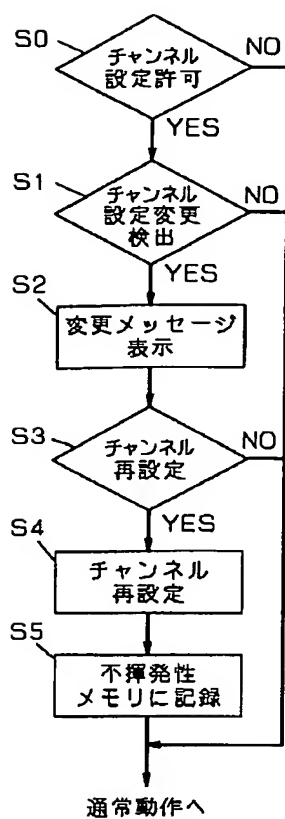 S0
チャンネル
設定許可
NO
YES
S1
チャンネル
設定変更
検出
NO
YES
S2
変更メッセージ
表示
S3
チャンネル
再設定
NO
YES
S4
チャンネル
再設定
S5
不揮発性
メモリに記録
通常動作へ